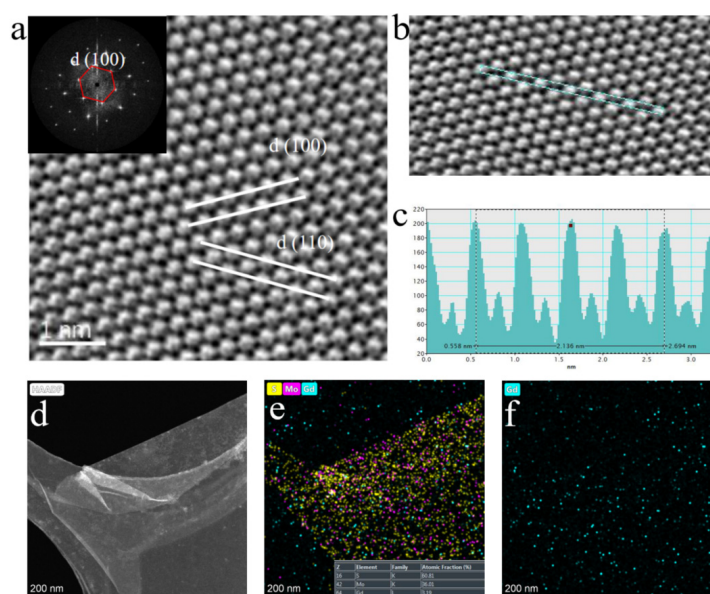 a
d (100)
d (100)
d (110)
1 nm
b
c
220
200
180
160
140
120
100
80
60
40
20
0.558 nm
2.136 nm
2.694 nm
0.0
0.5
1.0
1.5
2.0
2.5
3.0
nm
HAADF
d
200 nm
S Mo Gd
e
Z Element Family Atomic Fraction (%)
16 S K
42 Mo K
64 Gd L
200 nm
Gd
f
200 nm